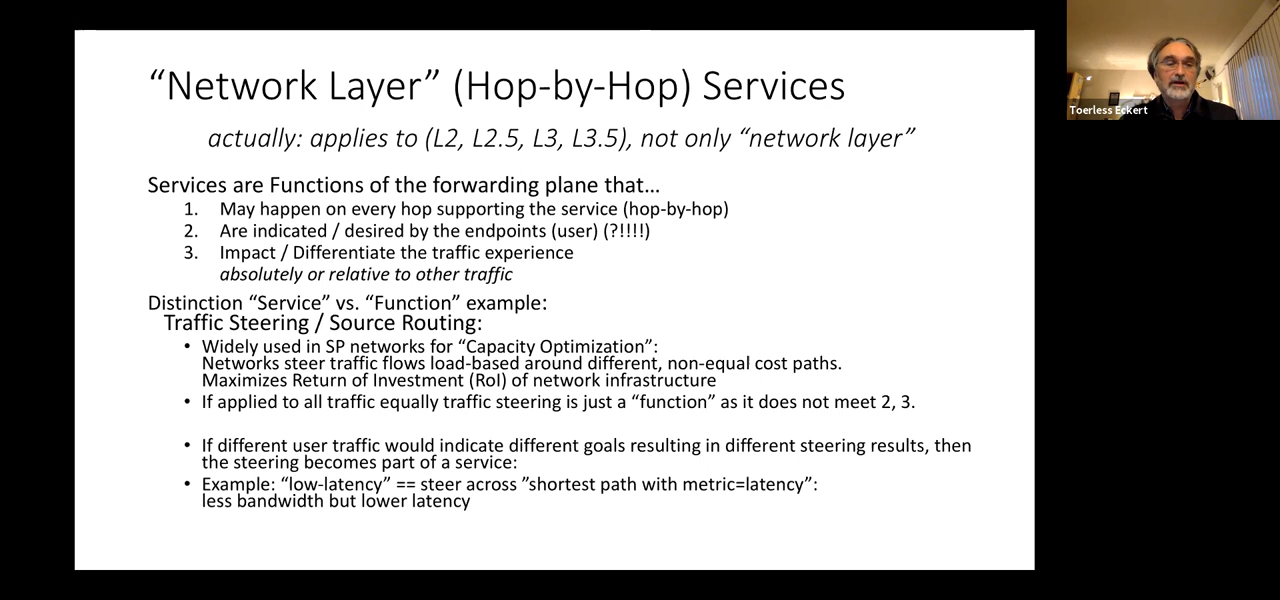 “Network Layer” (Hop-by-Hop) Services
actually: applies to (L2, L2.5, L3, L3.5), not only “network layer”
Services are Functions of the forwarding plane that…
1. May happen on every hop supporting the service (hop-by-hop)
2. Are indicated / desired by the endpoints (user) (?!!!!)
3. Impact / Differentiate the traffic experience
absolutely or relative to other traffic
Distinction “Service” vs. “Function” example:
Traffic Steering / Source Routing:
• Widely used in SP networks for “Capacity Optimization”:
Networks steer traffic flows load-based around different, non-equal cost paths.
Maximizes Return of Investment (RoI) of network infrastructure
• If applied to all traffic equally traffic steering is just a “function” as it does not meet 2, 3.
• If different user traffic would indicate different goals resulting in different steering results, then
the steering becomes part of a service:
• Example: “low-latency” == steer across ”shortest path with metric=latency”:
less bandwidth but lower latency
Toerless Eckert